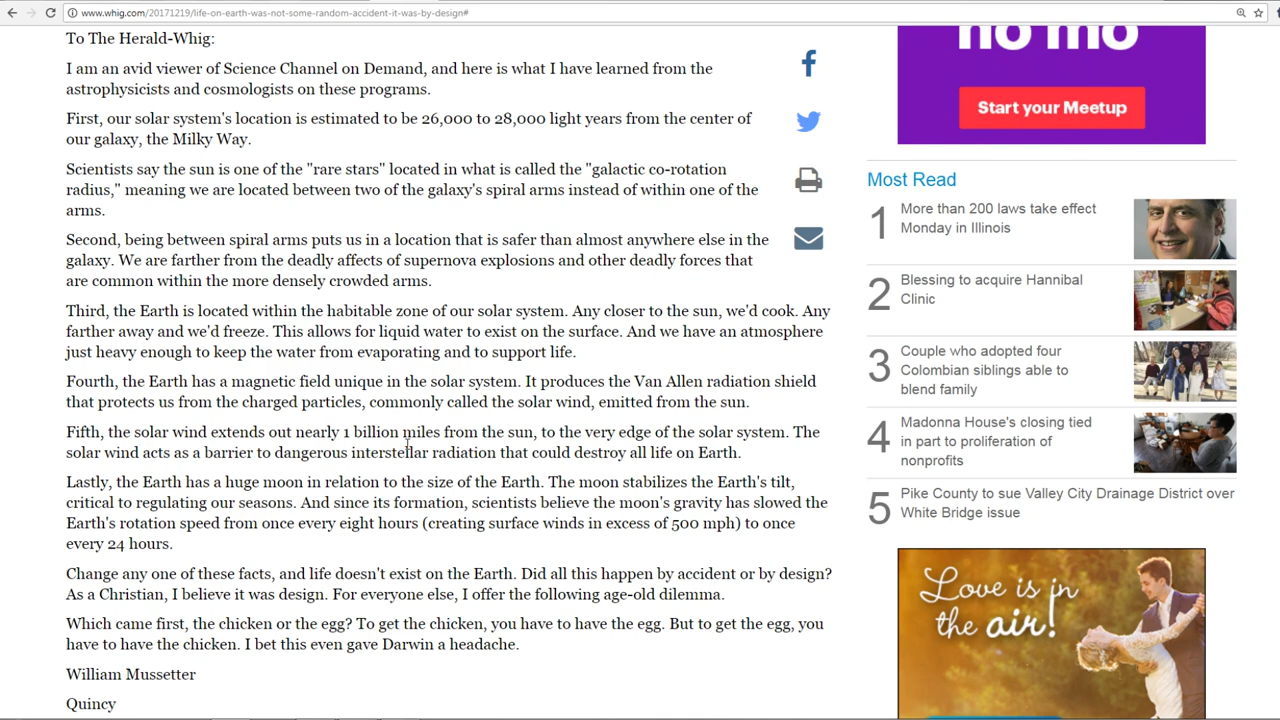 www.whig.com/20171219/life-on-earth-was-not-some-random-accident-it-was-by-design#
To The Herald-Whig:
I am an avid viewer of Science Channel on Demand, and here is what I have learned from the
astrophysicists and cosmologists on these programs.
First, our solar system's location is estimated to be 26,000 to 28,000 light years from the center of
our galaxy, the Milky Way.
Scientists say the sun is one of the "rare stars" located in what is called the "galactic co-rotation
radius," meaning we are located between two of the galaxy's spiral arms instead of within one of the
arms.
Second, being between spiral arms puts us in a location that is safer than almost anywhere else in the
galaxy. We are farther from the deadly affects of supernova explosions and other deadly forces that
are common within the more densely crowded arms.
Third, the Earth is located within the habitable zone of our solar system. Any closer to the sun, we'd cook. Any
farther away and we'd freeze. This allows for liquid water to exist on the surface. And we have an atmosphere
just heavy enough to keep the water from evaporating and to support life.
Fourth, the Earth has a magnetic field unique in the solar system. It produces the Van Allen radiation shield
that protects us from the charged particles, commonly called the solar wind, emitted from the sun.
Fifth, the solar wind extends out nearly 1 billion miles from the sun, to the very edge of the solar system. The
solar wind acts as a barrier to dangerous interstellar radiation that could destroy all life on Earth.
Lastly, the Earth has a huge moon in relation to the size of the Earth. The moon stabilizes the Earth's tilt,
critical to regulating our seasons. And since its formation, scientists believe the moon's gravity has slowed the
Earth's rotation speed from once every eight hours (creating surface winds in excess of 500 mph) to once
every 24 hours.
Change any one of these facts, and life doesn't exist on the Earth. Did all this happen by accident or by design?
As a Christian, I believe it was design. For everyone else, I offer the following age-old dilemma.
Which came first, the chicken or the egg? To get the chicken, you have to have the egg. But to get the egg, you
have to have the chicken. I bet this even gave Darwin a headache.
William Mussetter
Quincy
no mo
Start your Meetup
Most Read
1
More than 200 laws take effect
Monday in Illinois
2
Blessing to acquire Hannibal
Clinic
3
Couple who adopted four
Colombian siblings able to
blend family
4
Madonna House's closing tied
in part to proliferation of
nonprofits
5
Pike County to sue Valley City Drainage District over
White Bridge issue
Love is in
the air!